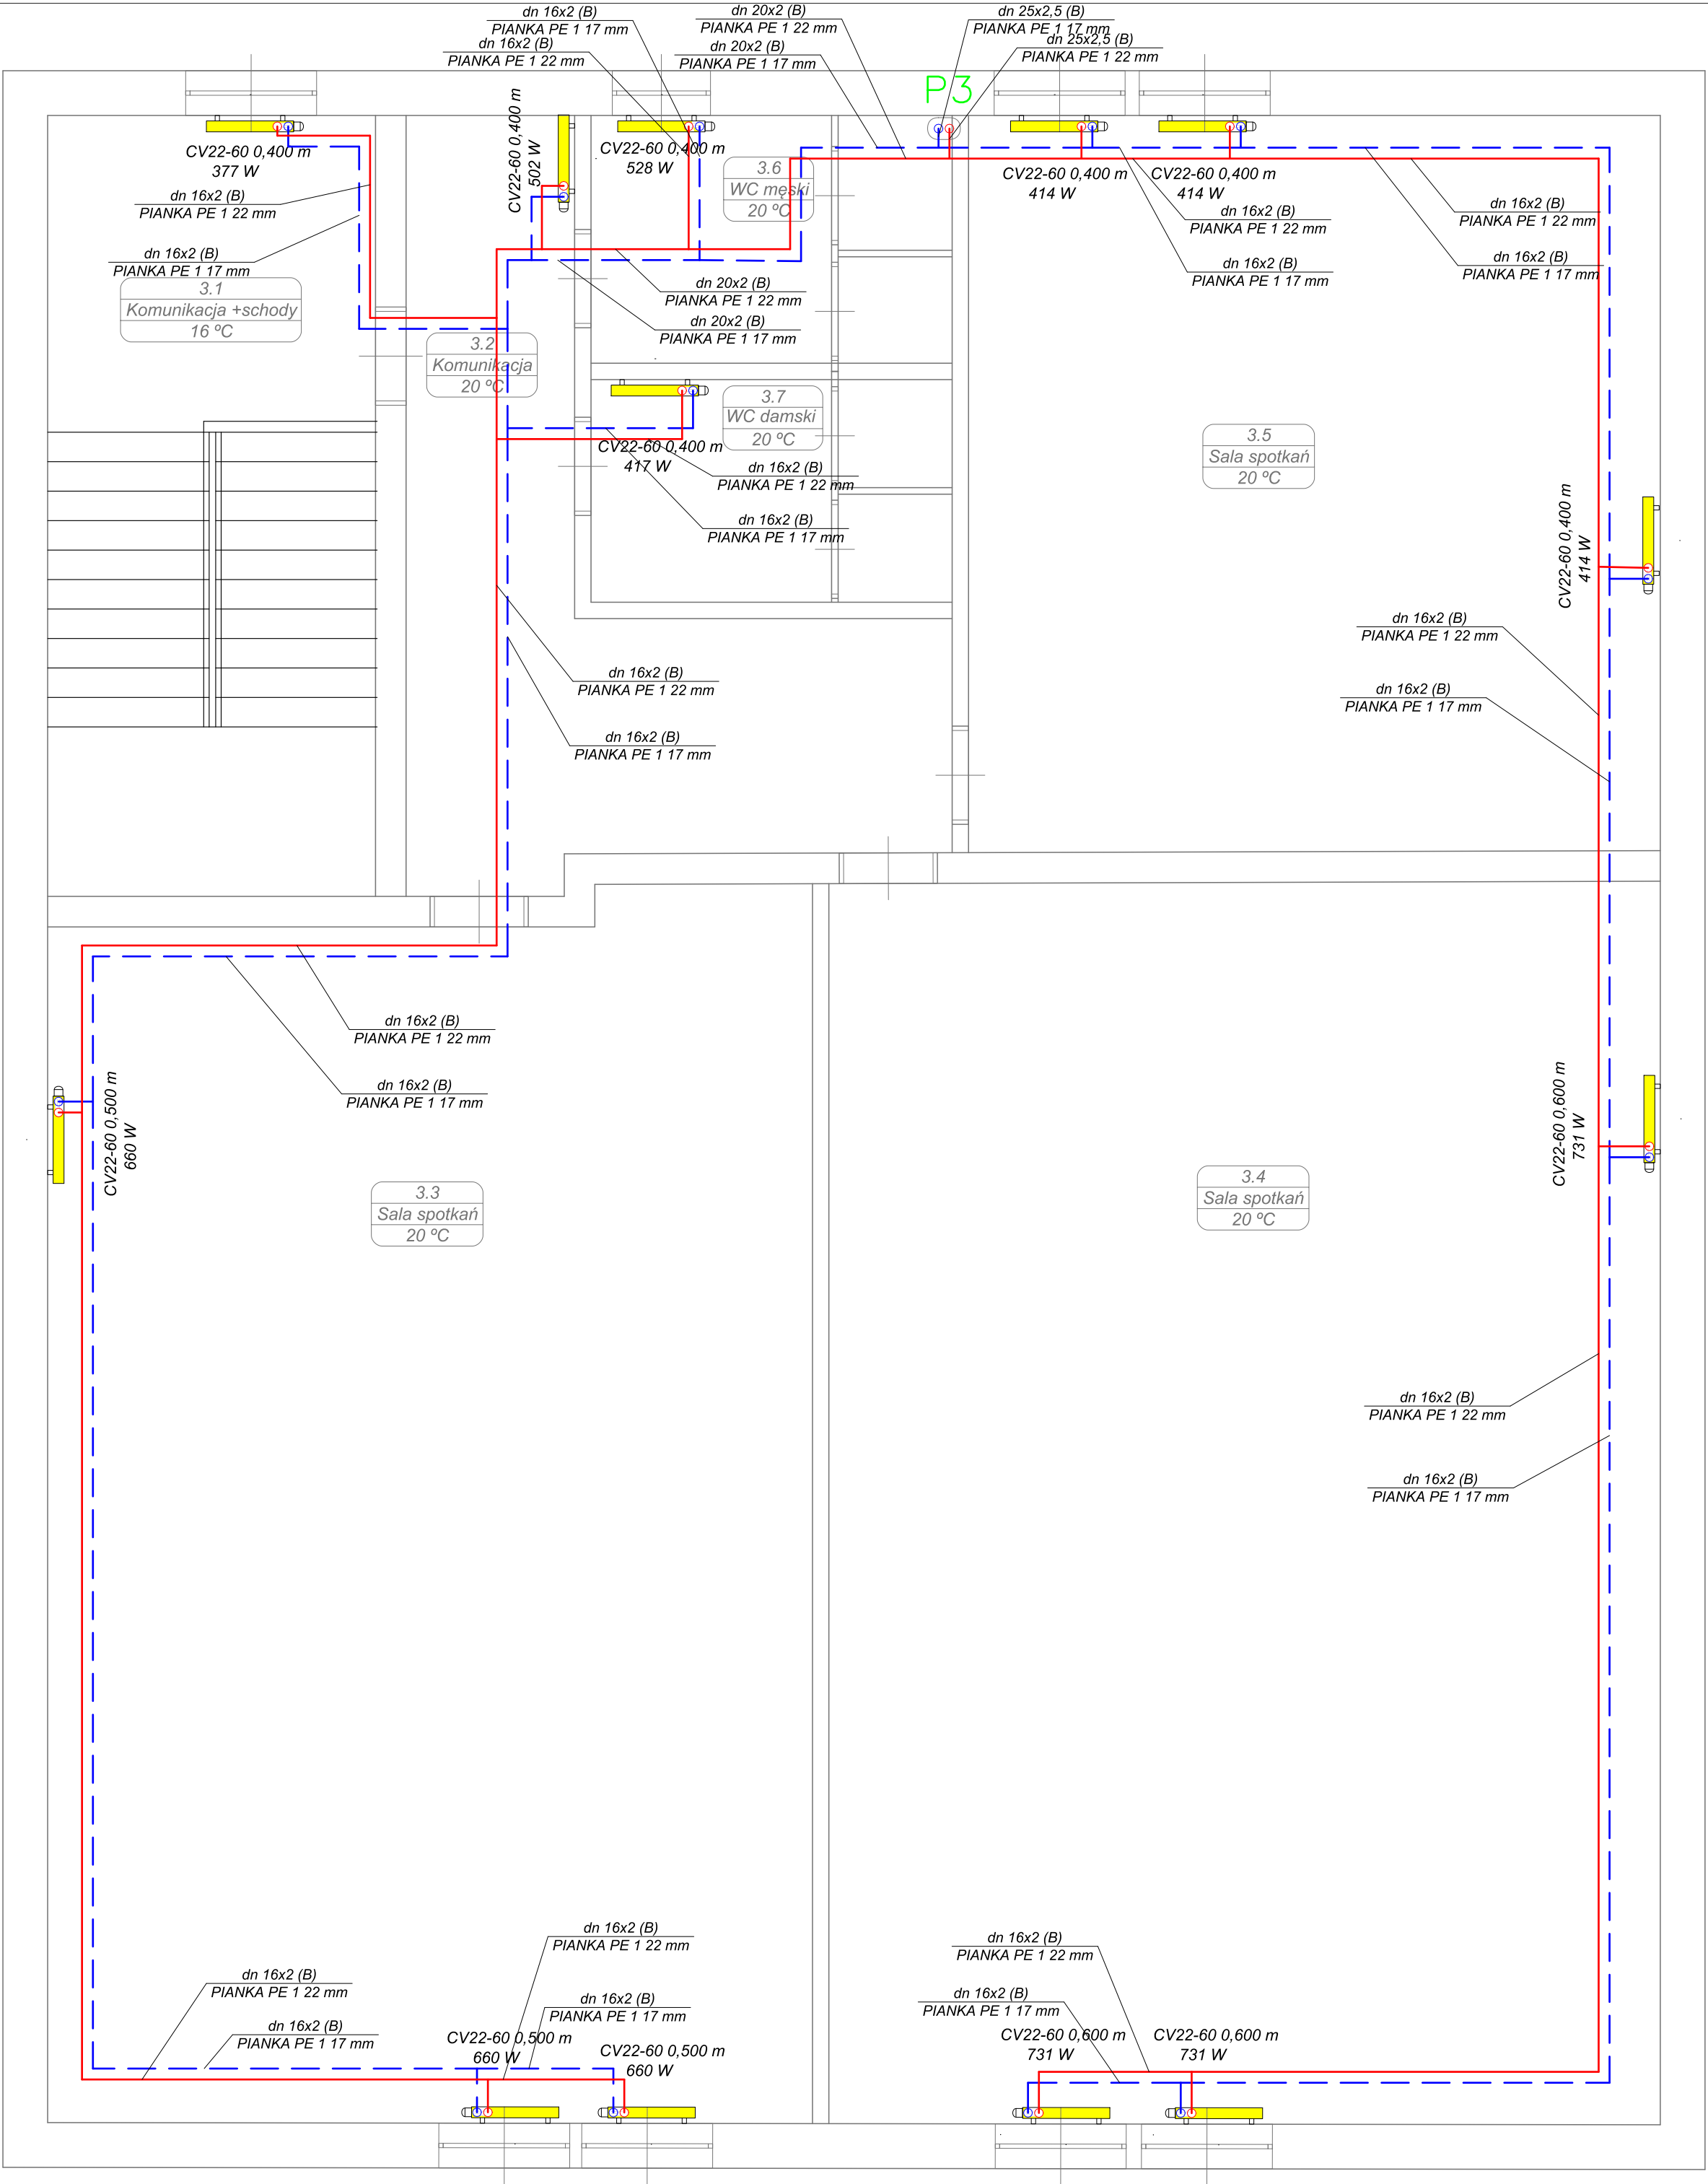 dn 16x2 (B)
PIANKA PE 1 17 mm
dn 20x2 (B)
PIANKA PE 1 22 mm
dn 25x2,5 (B)
PIANKA PE 1 17 mm
dn 16x2 (B)
PIANKA PE 1 22 mm
dn 20x2 (B)
PIANKA PE 1 17 mm
dn 25x2,5 (B)
PIANKA PE 1 22 mm
P3
CV22-60 0,400 m
377 W
CV22-60 0,400 m
502 W
CV22-60 0,400 m
528 W
3.6
WC męski
20 ºC
CV22-60 0,400 m
414 W
CV22-60 0,400 m
414 W
dn 16x2 (B)
PIANKA PE 1 22 mm
dn 16x2 (B)
PIANKA PE 1 22 mm
dn 16x2 (B)
PIANKA PE 1 22 mm
dn 16x2 (B)
PIANKA PE 1 17 mm
dn 16x2 (B)
PIANKA PE 1 17 mm
dn 16x2 (B)
PIANKA PE 1 17 mm
3.1
Komunikacja +schody
16 ºC
dn 20x2 (B)
PIANKA PE 1 22 mm
dn 20x2 (B)
PIANKA PE 1 17 mm
3.2
Komunikacja
20 ºC
3.7
WC damski
20 ºC
CV22-60 0,400 m
417 W
dn 16x2 (B)
PIANKA PE 1 22 mm
dn 16x2 (B)
PIANKA PE 1 17 mm
3.5
Sala spotkań
20 ºC
CV22-60 0,400 m
414 W
dn 16x2 (B)
PIANKA PE 1 22 mm
dn 16x2 (B)
PIANKA PE 1 17 mm
dn 16x2 (B)
PIANKA PE 1 22 mm
dn 16x2 (B)
PIANKA PE 1 17 mm
dn 16x2 (B)
PIANKA PE 1 22 mm
dn 16x2 (B)
PIANKA PE 1 17 mm
CV22-60 0,500 m
660 W
CV22-60 0,600 m
731 W
3.3
Sala spotkań
20 ºC
3.4
Sala spotkań
20 ºC
dn 16x2 (B)
PIANKA PE 1 22 mm
dn 16x2 (B)
PIANKA PE 1 17 mm
dn 16x2 (B)
PIANKA PE 1 22 mm
dn 16x2 (B)
PIANKA PE 1 22 mm
dn 16x2 (B)
PIANKA PE 1 22 mm
dn 16x2 (B)
PIANKA PE 1 17 mm
dn 16x2 (B)
PIANKA PE 1 17 mm
dn 16x2 (B)
PIANKA PE 1 17 mm
CV22-60 0,500 m
660 W
CV22-60 0,500 m
660 W
CV22-60 0,600 m
731 W
CV22-60 0,600 m
731 W